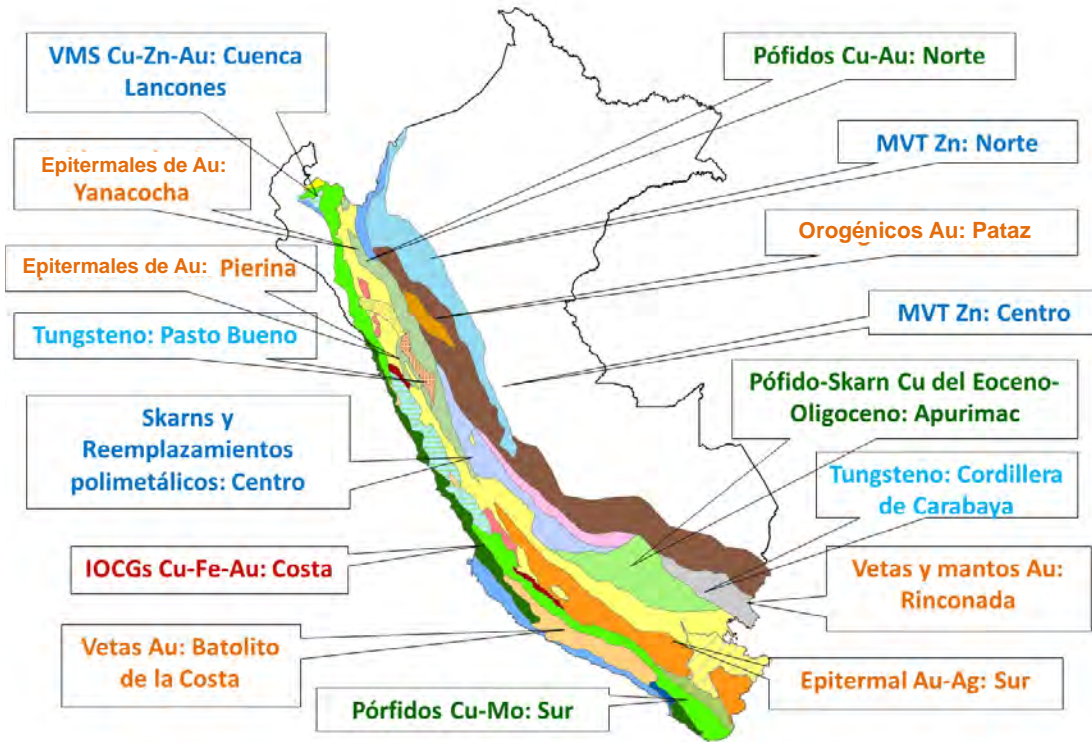 VMS Cu-Zn-Au: Cuenca
Lancones
Epitermales de Au:
Yanacocha
Epitermales de Au: Pierina
Tungsteno: Pasto Bueno
Skarns y
Reemplazamientos
polimetálicos: Centro
IOCGs Cu-Fe-Au: Costa
Vetas Au: Batolito
de la Costa
Pórfidos Cu-Mo: Sur
Pófidos Cu-Au: Norte
MVT Zn: Norte
Orogénicos Au: Pataz
MVT Zn: Centro
Pófido-Skarn Cu del Eoceno-
Oligoceno: Apurimac
Tungsteno: Cordillera
de Carabaya
Vetas y mantos Au:
Rinconada
Epitermal Au-Ag: Sur